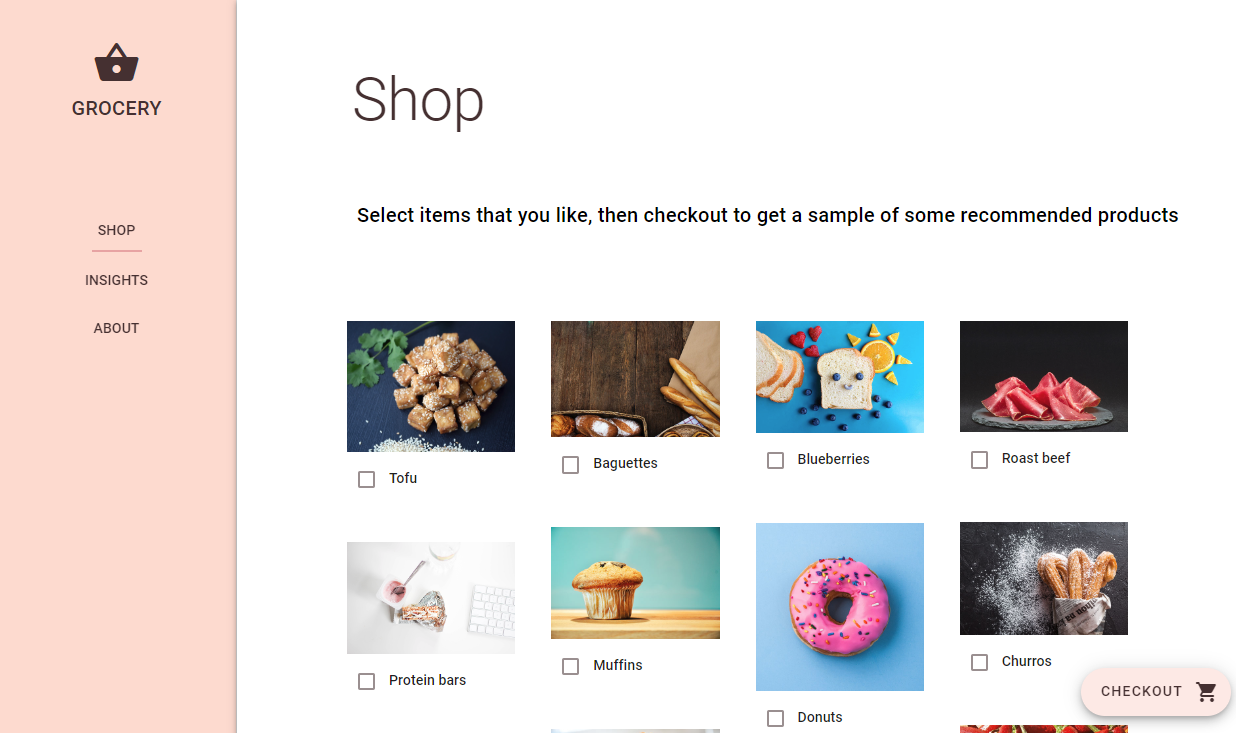 GROCERY
SHOP
INSIGHTS
ABOUT
Shop
Select items that you like, then checkout to get a sample of some recommended products
Tofu
Baguettes
Blueberries
Roast beef
Protein bars
Muffins
Donuts
Churros
CHECKOUT